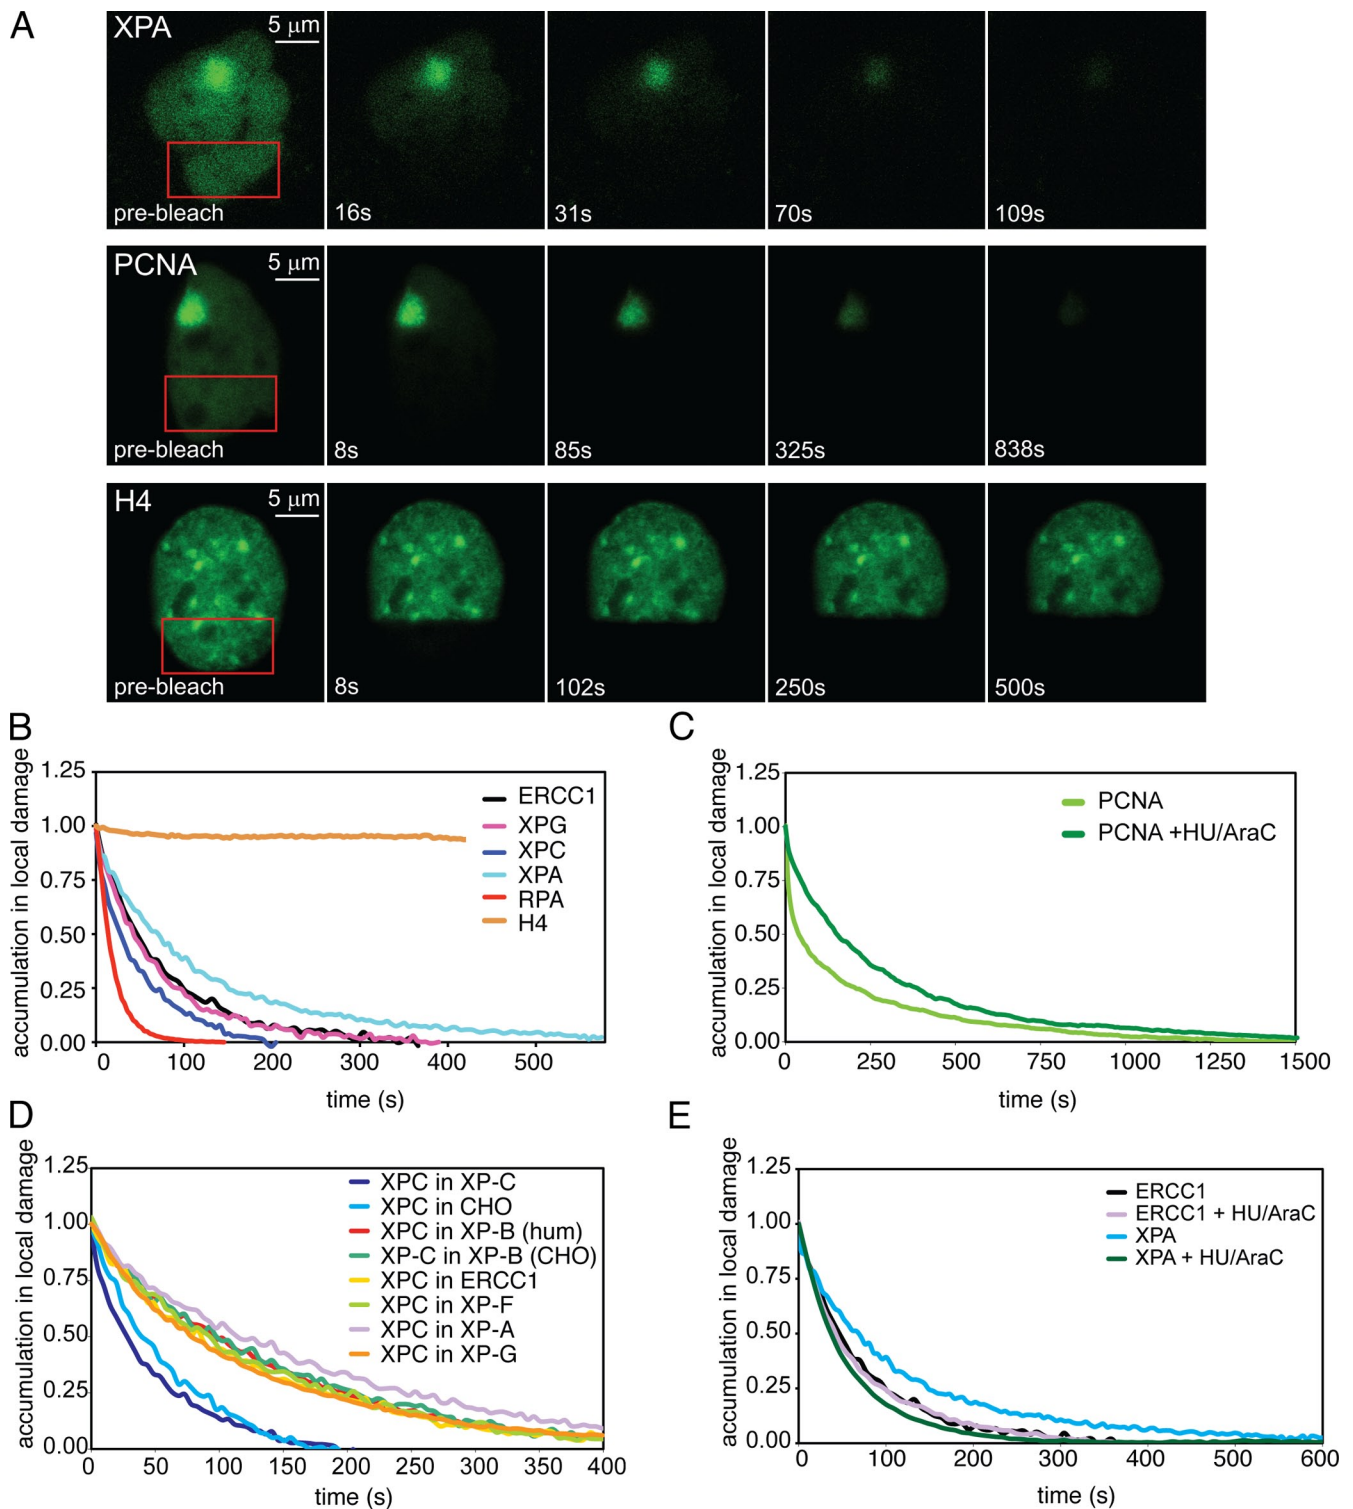 A
XPA
5 μm
pre-bleach
16s
31s
70s
109s
PCNA
5 μm
pre-bleach
8s
85s
325s
838s
H4
5 μm
pre-bleach
8s
102s
250s
500s
B
accumulation in local damage
1.25
1.00
0.75
0.50
0.25
0.00
0
100
200
300
400
500
time (s)
ERCC1
XPG
XPC
XPA
RPA
H4
C
accumulation in local damage
1.25
1.00
0.75
0.50
0.25
0.00
0
250
500
750
1000
1250
1500
time (s)
PCNA
PCNA +HU/AraC
D
accumulation in local damage
1.25
1.00
0.75
0.50
0.25
0.00
0
50
100
150
200
250
300
350
400
time (s)
XPC in XP-C
XPC in CHO
XPC in XP-B (hum)
XP-C in XP-B (CHO)
XPC in ERCC1
XPC in XP-F
XPC in XP-A
XPC in XP-G
E
accumulation in local damage
1.25
1.00
0.75
0.50
0.25
0.00
0
100
200
300
400
500
600
time (s)
ERCC1
ERCC1 + HU/AraC
XPA
XPA + HU/AraC